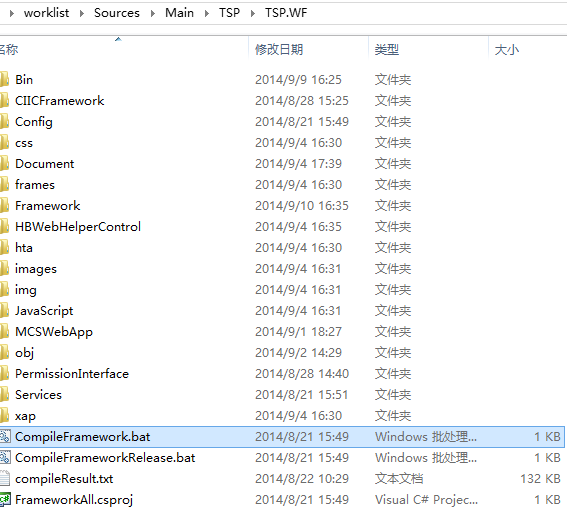 worklist Sources Main TSP TSP.WF
名称 修改日期 类型 大小
Bin 2014/9/9 16:25 文件夹
CIICFramework 2014/8/28 15:25 文件夹
Config 2014/8/21 15:49 文件夹
css 2014/9/4 16:30 文件夹
Document 2014/9/4 17:39 文件夹
frames 2014/9/4 16:30 文件夹
Framework 2014/9/10 16:35 文件夹
HBWebHelperControl 2014/9/4 16:35 文件夹
hta 2014/9/4 16:30 文件夹
images 2014/9/4 16:31 文件夹
img 2014/9/4 16:31 文件夹
JavaScript 2014/9/4 16:31 文件夹
MCSWebApp 2014/9/1 18:27 文件夹
obj 2014/9/2 14:29 文件夹
PermissionInterface 2014/8/28 14:40 文件夹
Services 2014/8/21 15:51 文件夹
xap 2014/9/4 16:30 文件夹
CompileFramework.bat 2014/8/21 15:49 Windows 批处理... 1 KB
CompileFrameworkRelease.bat 2014/8/21 15:49 Windows 批处理... 1 KB
compileResult.txt 2014/8/22 10:29 文本文档 132 KB
FrameworkAll.csproj 2014/8/21 15:49 Visual C# Projec... 1 KB